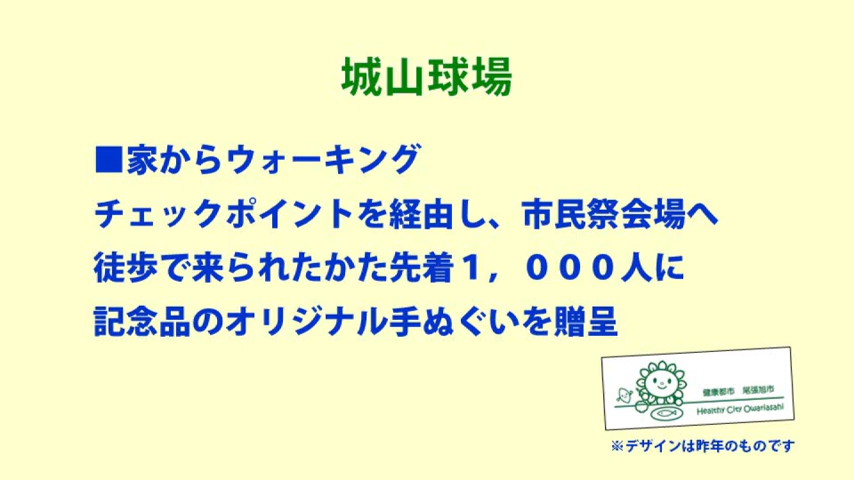 城山球場
■家からウォーキング
チェックポイントを経由し、市民祭会場へ
徒歩で来られたかた先着１，０００人に
記念品のオリジナル手ぬぐいを贈呈
健康都市　尾張旭市
Healthy City Owariasahi
※デザインは昨年のものです